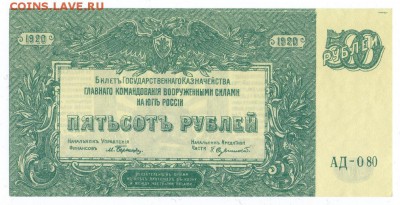 COINS.LAVE.RU
1920
1920
500
РУБЛЕЙ
БИЛЕТЪ ГОСУДАРСТВЕННАГО КАЗНАЧЕЙСТВА
ГЛАВНАГО КОМАНДОВАНІЯ ВООРУЖЕННЫМИ СИЛАМИ
НА ЮГѢ РОССІИ
ПЯТЬСОТЪ РУБЛЕЙ
НАЧАЛЬНИКЪ УПРАВЛЕНІЯ
ФИНАНСОВЪ
НАЧАЛЬНИКЪ КРЕДИТНОЙ
ЧАСТИ
АД-080